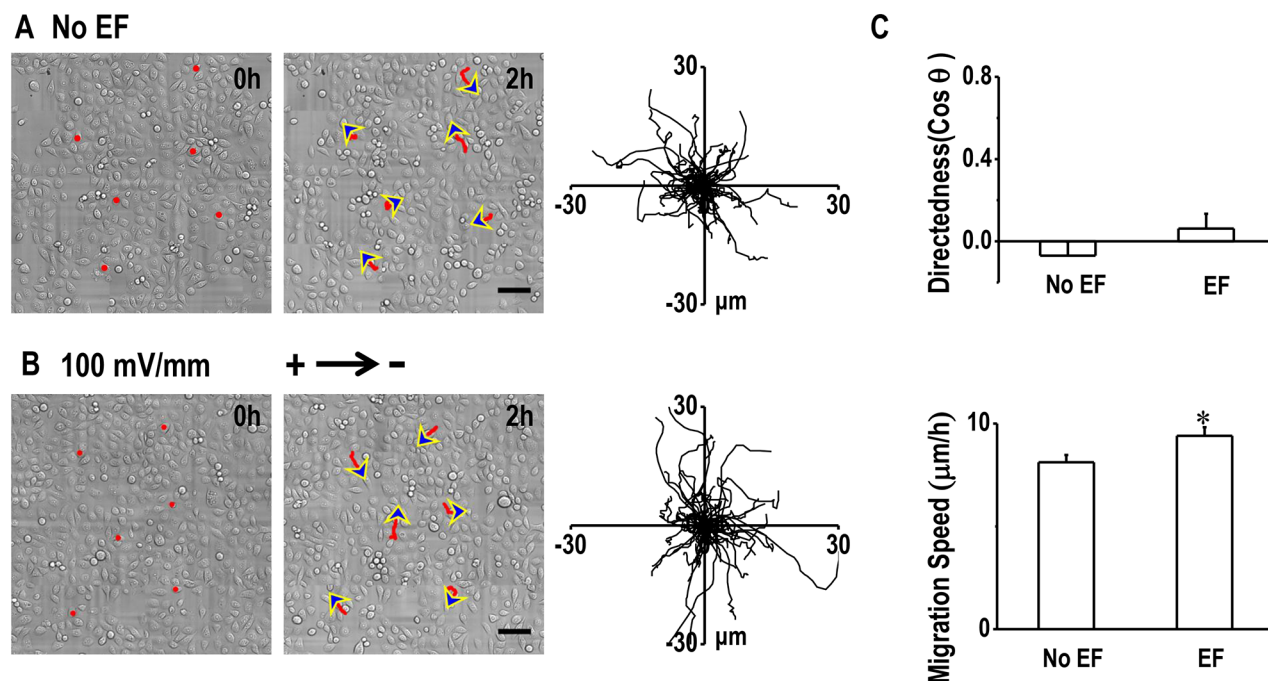 A No EF
0h
2h
30
-30
30
-30 µm
B 100 mV/mm + -
0h
2h
30
-30
30
-30 µm
C
Directedness(Cos θ )
0.8
0.4
0.0
No EF
EF
Migration Speed (µm/h)
10
0
*
No EF
EF